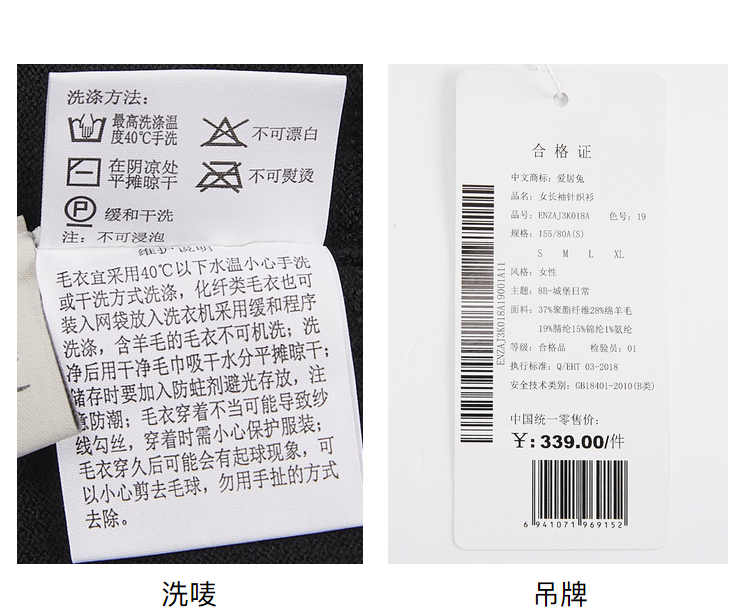 洗涤方法:
最高洗涤温
度40℃手洗
不可漂白
在阴凉处
平摊晾干
不可熨烫
P
缓和干洗
注: 不可浸泡
维护说明
毛衣宜采用40℃以下水温小心手洗
或干洗方式洗涤, 化纤类毛衣也可
装入网袋放入洗衣机采用缓和程序
洗涤, 含羊毛的毛衣不可机洗; 洗
净后用干净毛巾吸干水分平摊晾干;
储存时要加入防蛀剂避光存放, 注
意防潮; 毛衣穿着不当可能导致纱
线勾丝, 穿着时需小心保护服装;
毛衣穿久后可能会有起球现象, 可
以小心剪去毛球, 勿用手扯的方式
去除。
洗唛
合格证
中文商标: 爱居兔
品名: 女长袖针织衫
品号: ENZAJ3K018A 色号: 19
规格: 155/80A(S)
S M L XL
风格: 女性
主题: 8B-城堡日常
面料: 37%聚酯纤维28%绵羊毛
19%腈纶15%锦纶1%氨纶
等级: 合格品 检验员: 01
执行标准: Q/EHT 03-2018
安全技术类别: GB18401-2010(B类)
中国统一零售价:
¥: 339.00/件
6 941071 969152
ENZAJ3K018A19001A11
吊牌